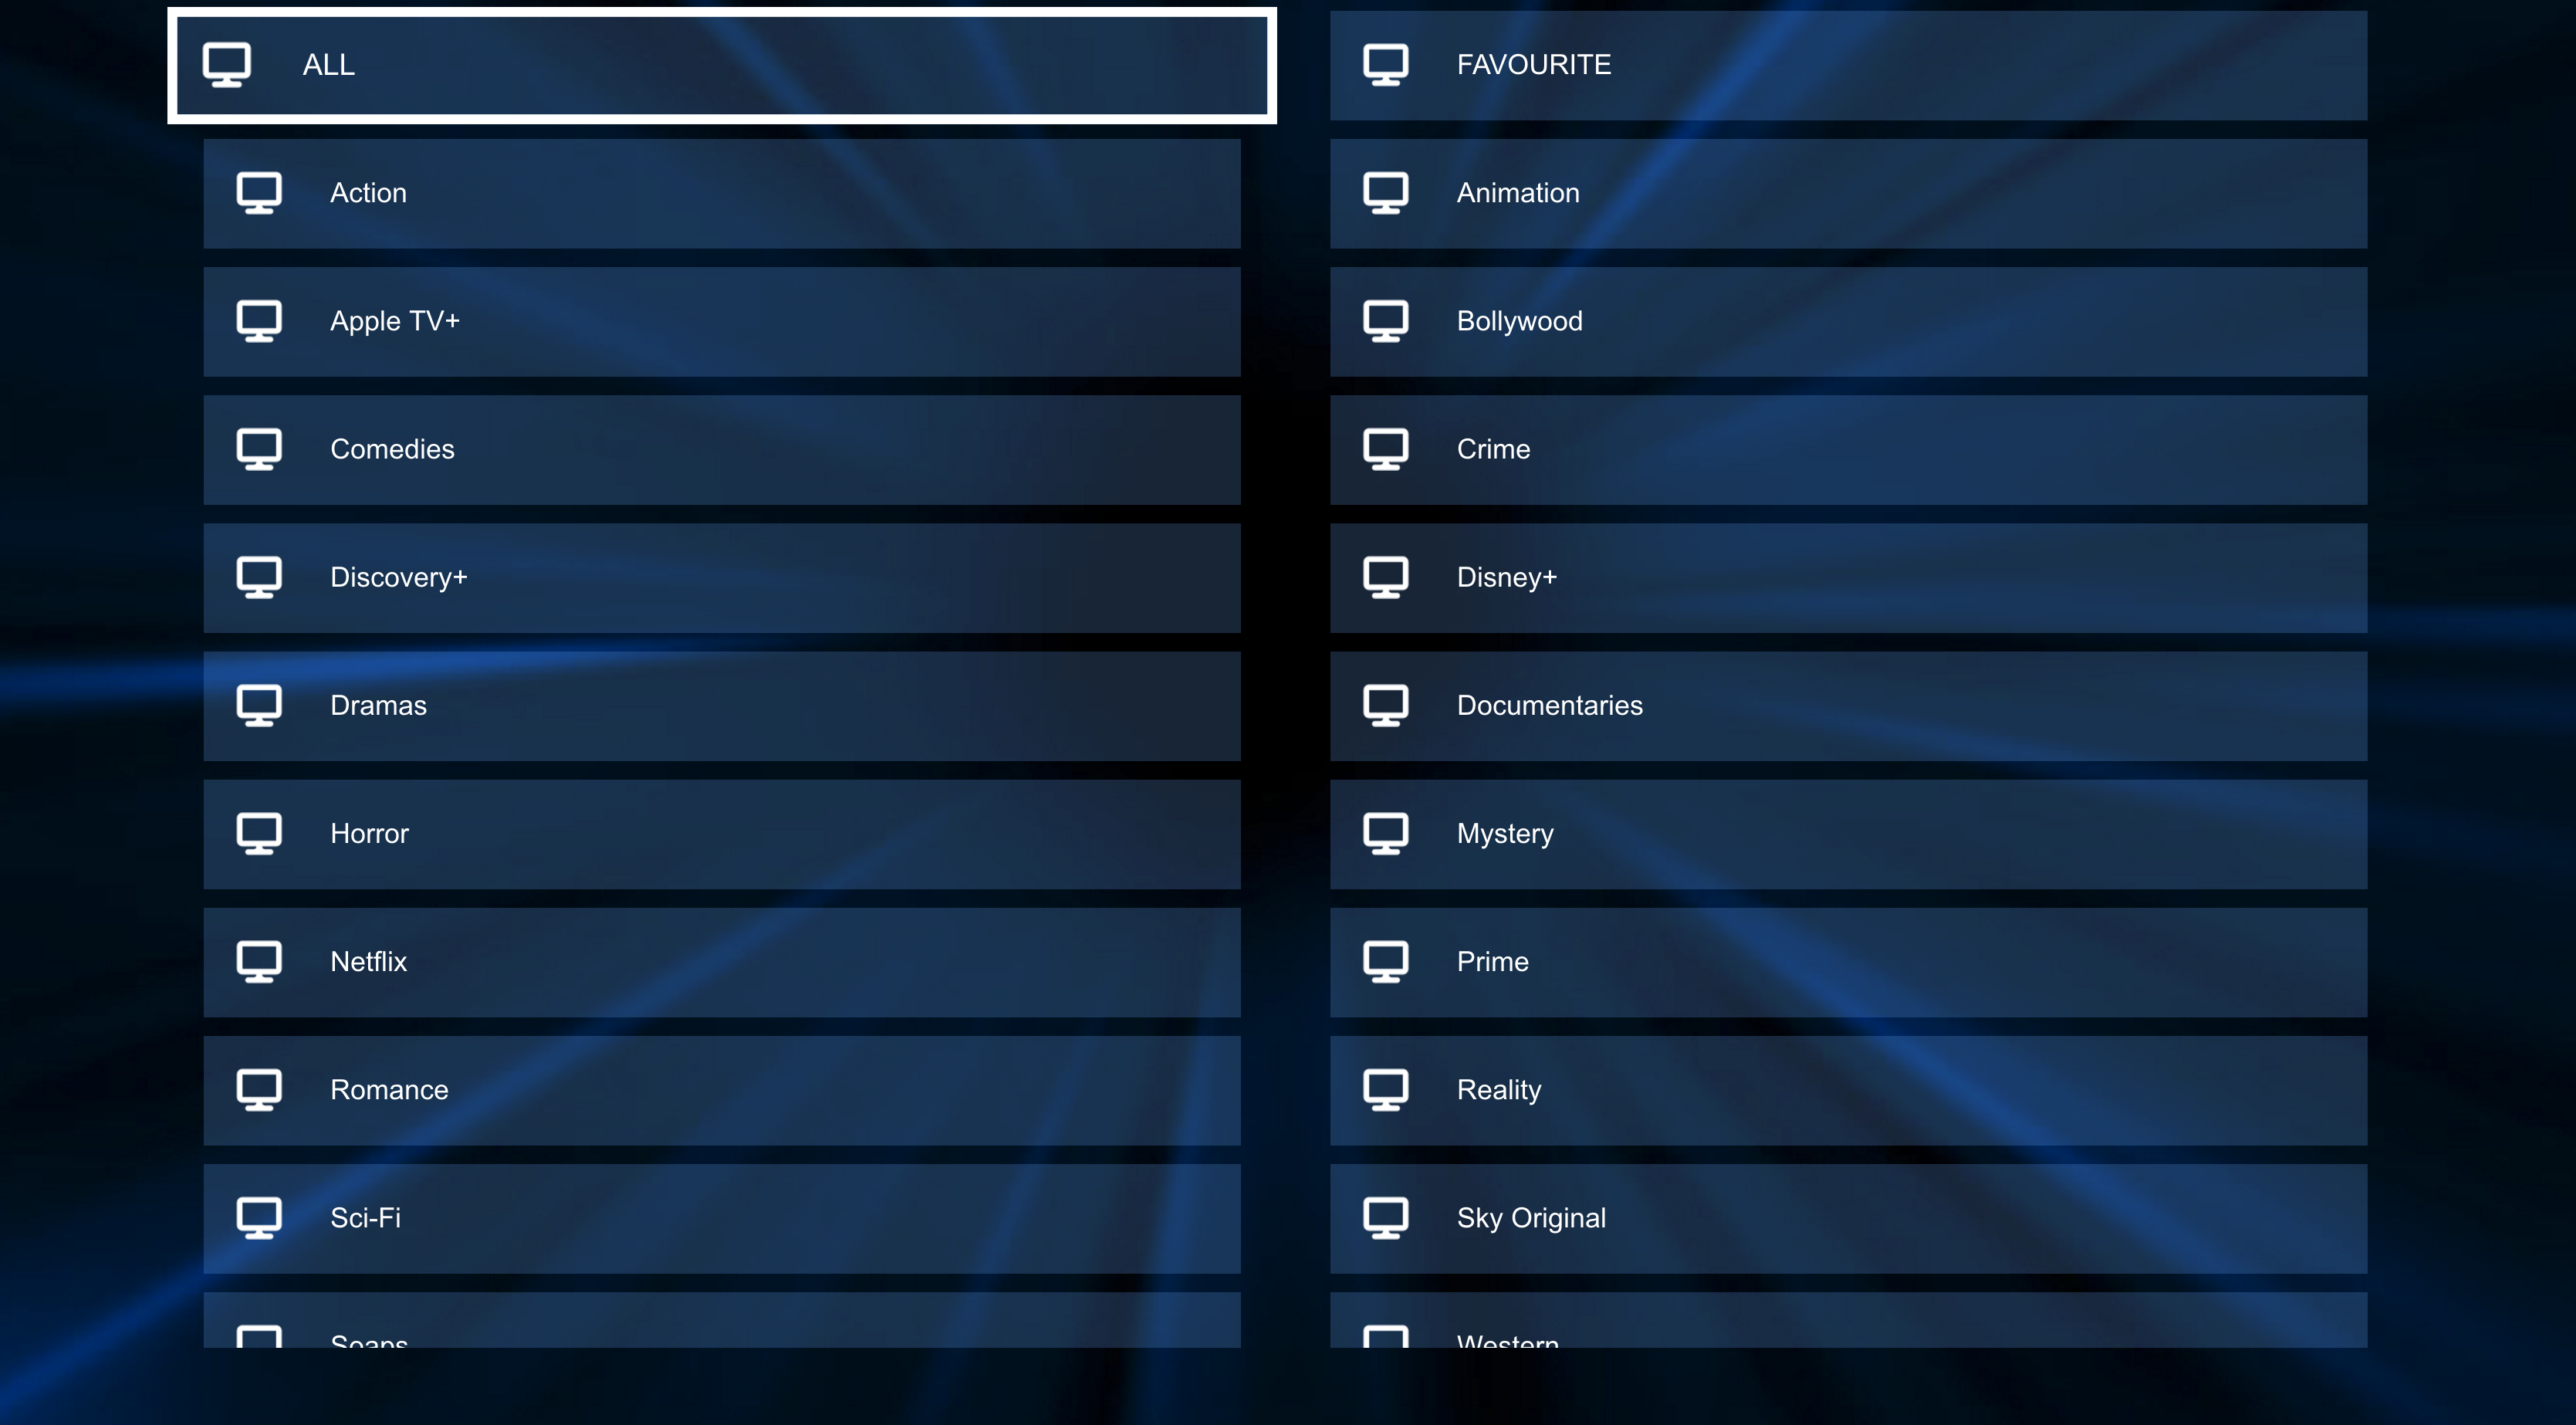 ALL
FAVOURITE
Action
Animation
Apple TV+
Bollywood
Comedies
Crime
Discovery+
Disney+
Dramas
Documentaries
Horror
Mystery
Netflix
Prime
Romance
Reality
Sci-Fi
Sky Original
Soaps
Western